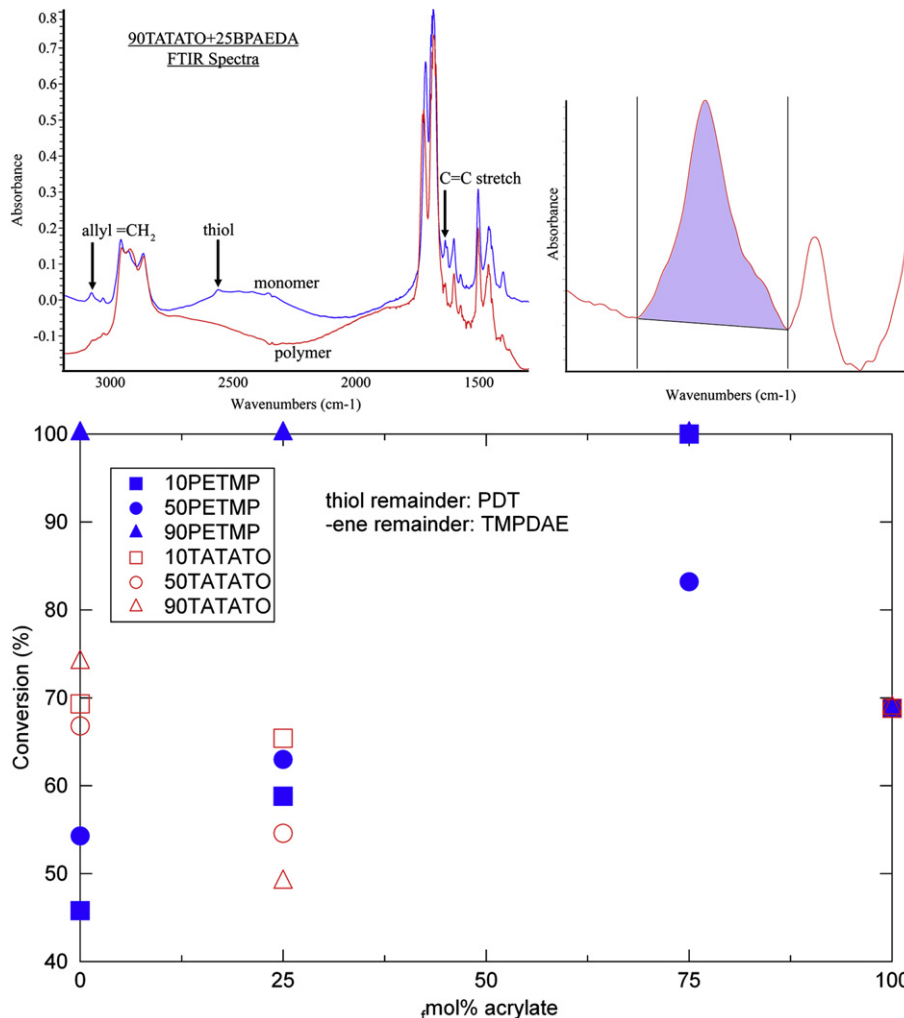 90TATATO+25BPAEDA
FTIR Spectra
0.8
0.7
0.6
0.5
0.4
0.3
0.2
0.1
0.0
-0.1
Absorbance
allyl =CH2
thiol
C=C stretch
monomer
polymer
3000 2500 2000 1500
Wavenumbers (cm-1)
Absorbance
Wavenumbers (cm-1)
100
90
80
70
60
50
40
Conversion (%)
10PETMP
50PETMP
90PETMP
10TATATO
50TATATO
90TATATO
thiol remainder: PDT
-ene remainder: TMPDAE
0 25 50 75 100
fmol% acrylate